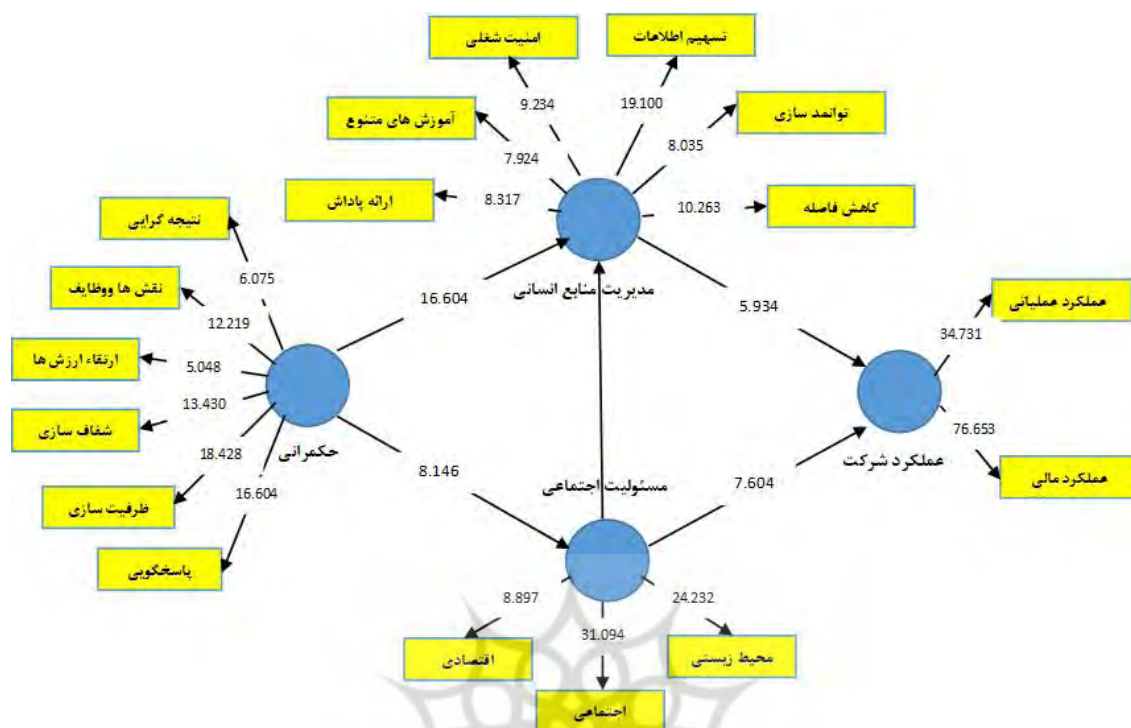 امنیت شغلی
تسهیم اطلاعات
9.234
19.100
آموزش های متنوع
توانمد سازی
7.924
8.035
ارائه پاداش
8.317
10.263
کاهش فاصله
نتیجه گرایی
6.075
مدیریت منابع انسانی
16.604
5.934
نقش ها ووظایف
12.219
عملکرد عملیاتی
34.731
ارتقاء ارزش ها
5.048
13.430
شفاف سازی
حکمرانی
18.428
ظرفیت سازی
16.604
پاسخگویی
عملکرد شرکت
76.653
عملکرد مالی
8.146
مسئولیت اجتماعی
7.604
8.897
31.094
24.232
اقتصادی
محیط زیستی
اجتماعی